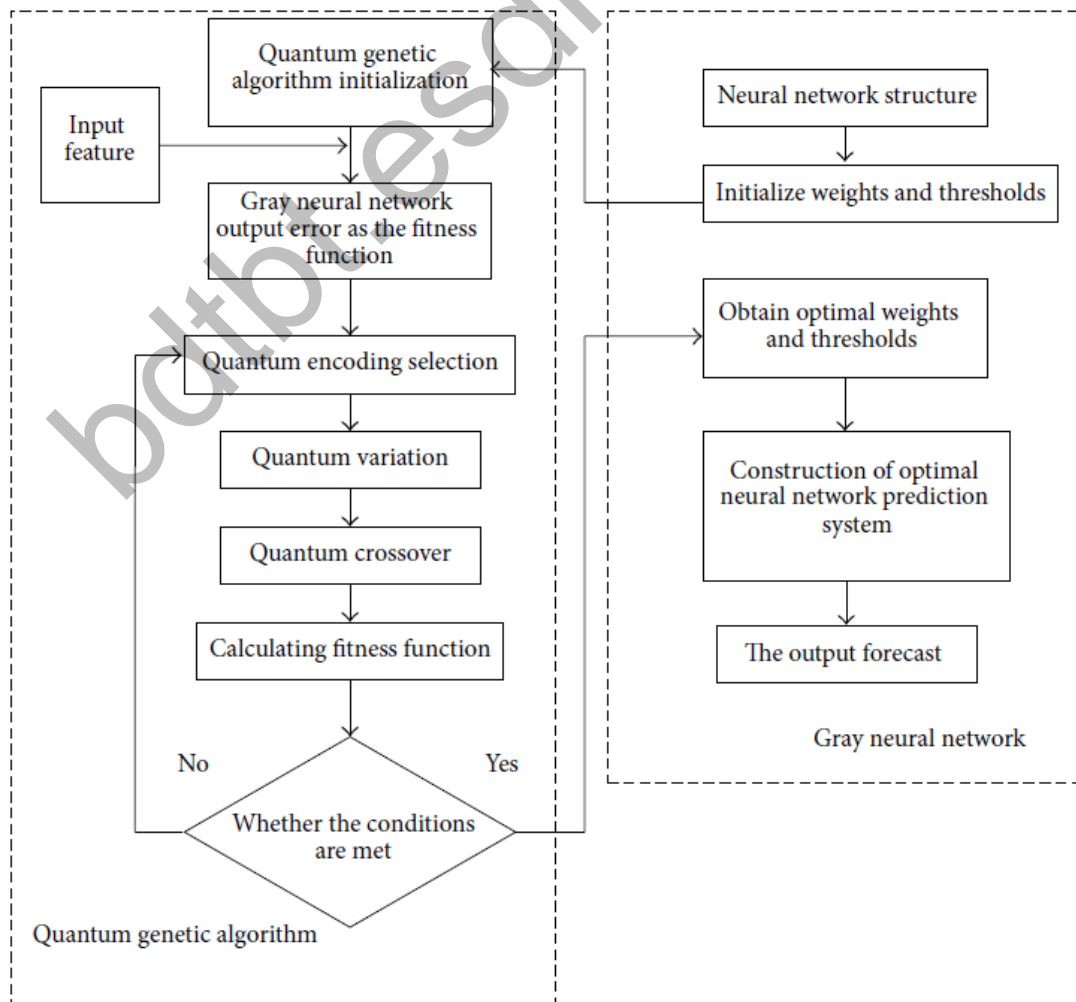 Quantum genetic
algorithm initialization
Input
feature
Gray neural network
output error as the fitness
function
Quantum encoding selection
Quantum variation
Quantum crossover
Calculating fitness function
No
Yes
Whether the conditions
are met
Quantum genetic algorithm
Neural network structure
Initialize weights and thresholds
Obtain optimal weights
and thresholds
Construction of optimal
neural network prediction
system
The output forecast
Gray neural network